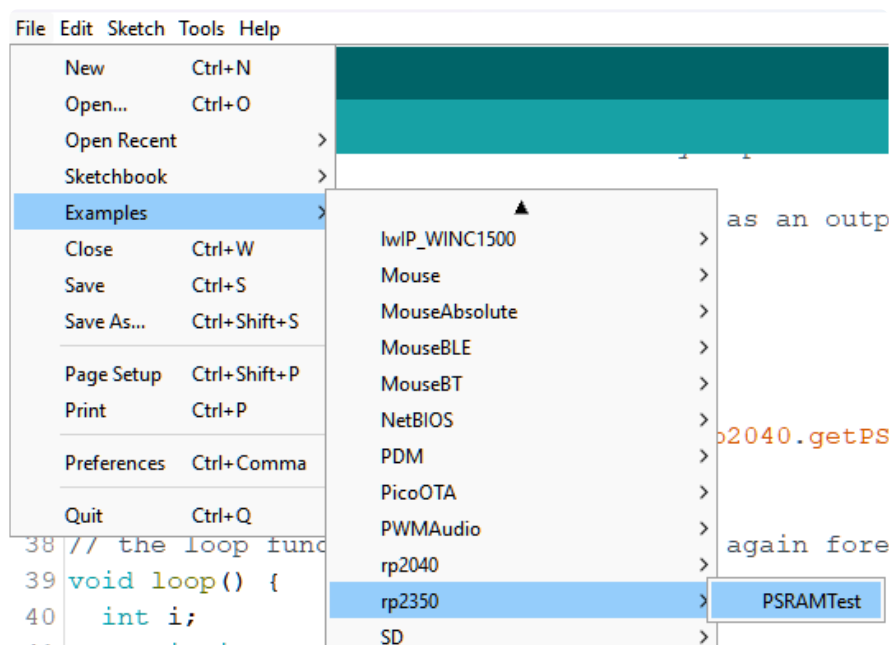 File Edit Sketch Tools Help
New Ctrl+N
Open... Ctrl+O
Open Recent
Sketchbook
Examples
Close Ctrl+W
Save Ctrl+S
Save As... Ctrl+Shift+S
Page Setup Ctrl+Shift+P
Print Ctrl+P
Preferences Ctrl+Comma
Quit Ctrl+Q
lwIP_WINC1500
Mouse
MouseAbsolute
MouseBLE
MouseBT
NetBIOS
PDM
PicoOTA
PWMAudio
rp2040
rp2350
SD
PSRAMTest
as an outp
p2040.getPS
38 // the loop func
again fore
39 void loop() {
40 int i;